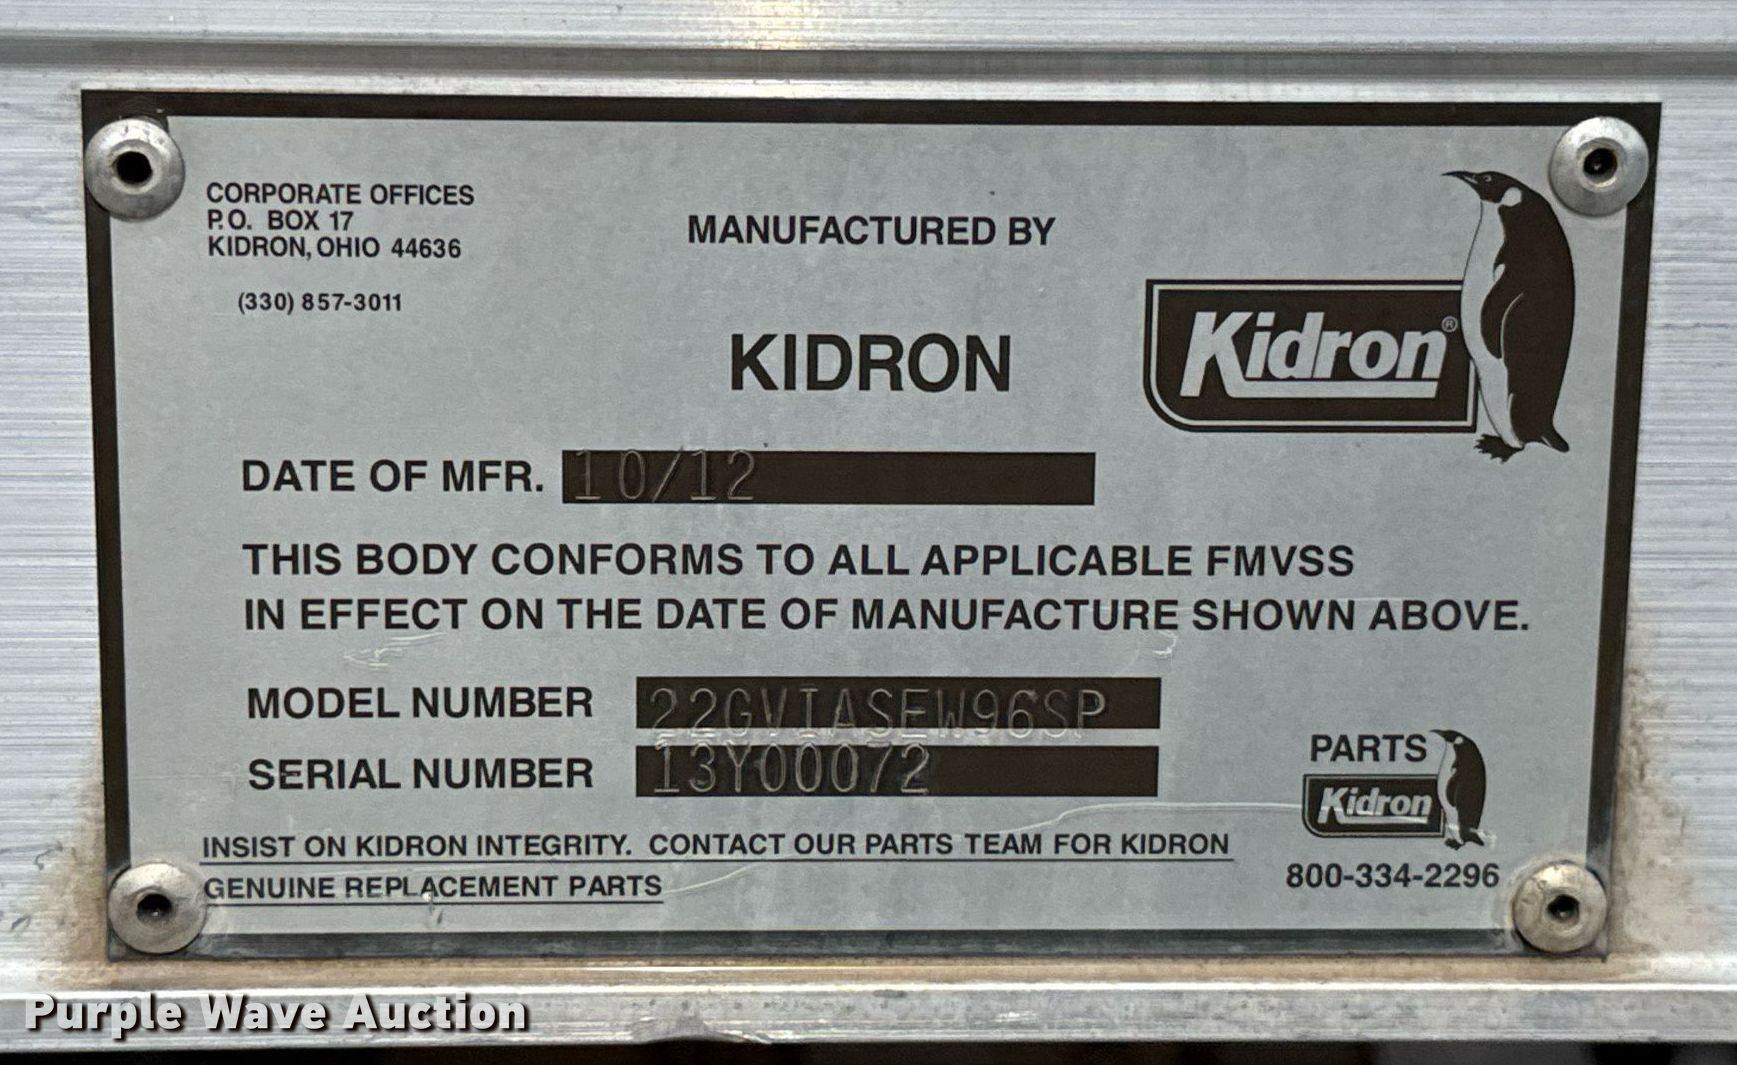 CORPORATE OFFICES
P.O. BOX 17
KIDRON, OHIO 44636
(330) 857-3011
MANUFACTURED BY
KIDRON
Kidron®
DATE OF MFR. 10/12
THIS BODY CONFORMS TO ALL APPLICABLE FMVSS
IN EFFECT ON THE DATE OF MANUFACTURE SHOWN ABOVE.
MODEL NUMBER 22GVIASEW96SP
SERIAL NUMBER 13Y00072
PARTS
Kidron
800-334-2296
INSIST ON KIDRON INTEGRITY. CONTACT OUR PARTS TEAM FOR KIDRON
GENUINE REPLACEMENT PARTS
Purple Wave Auction